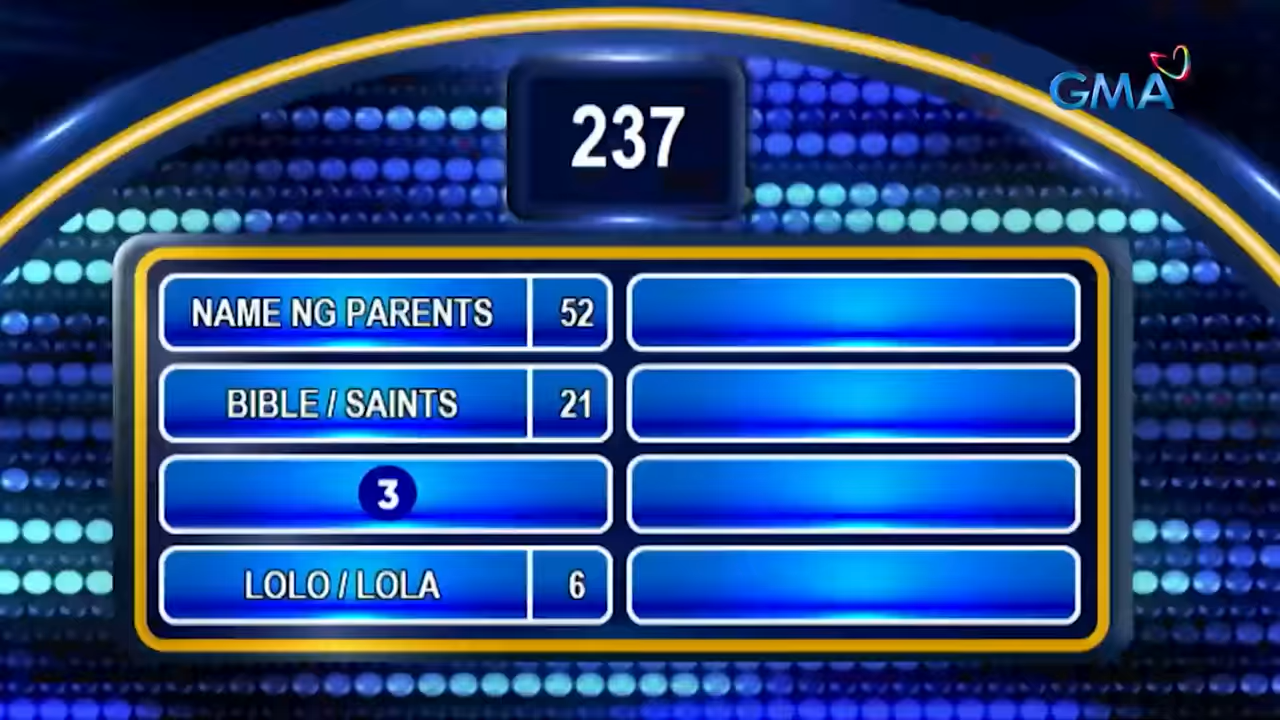 237
GMA
NAME NG PARENTS 52
BIBLE / SAINTS 21
3
LOLO / LOLA 6